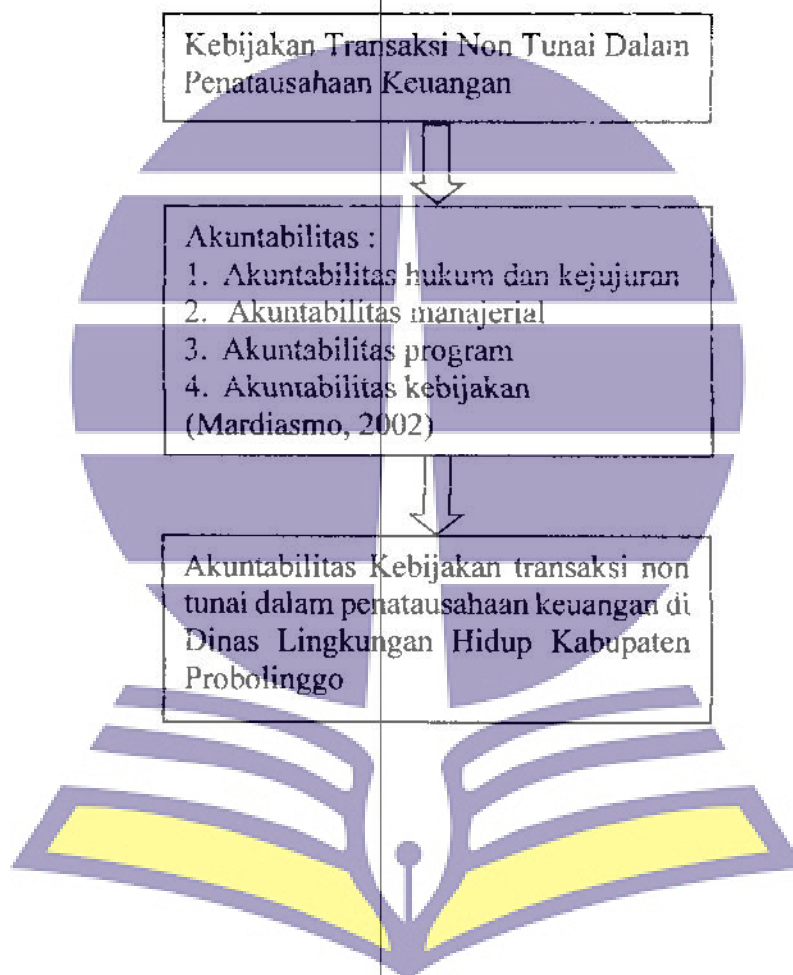 Kebijakan Transaksi Non Tunai Dalam
Penatausahaan Keuangan
Akuntabilitas :
1. Akuntabilitas hukum dan kejujuran
2. Akuntabilitas manajerial
3. Akuntabilitas program
4. Akuntabilitas kebijakan
(Mardiasmo, 2002)
Akuntabilitas Kebijakan transaksi non
tunai dalam penatausahaan keuangan di
Dinas Lingkungan Hidup Kabupaten
Probolinggo